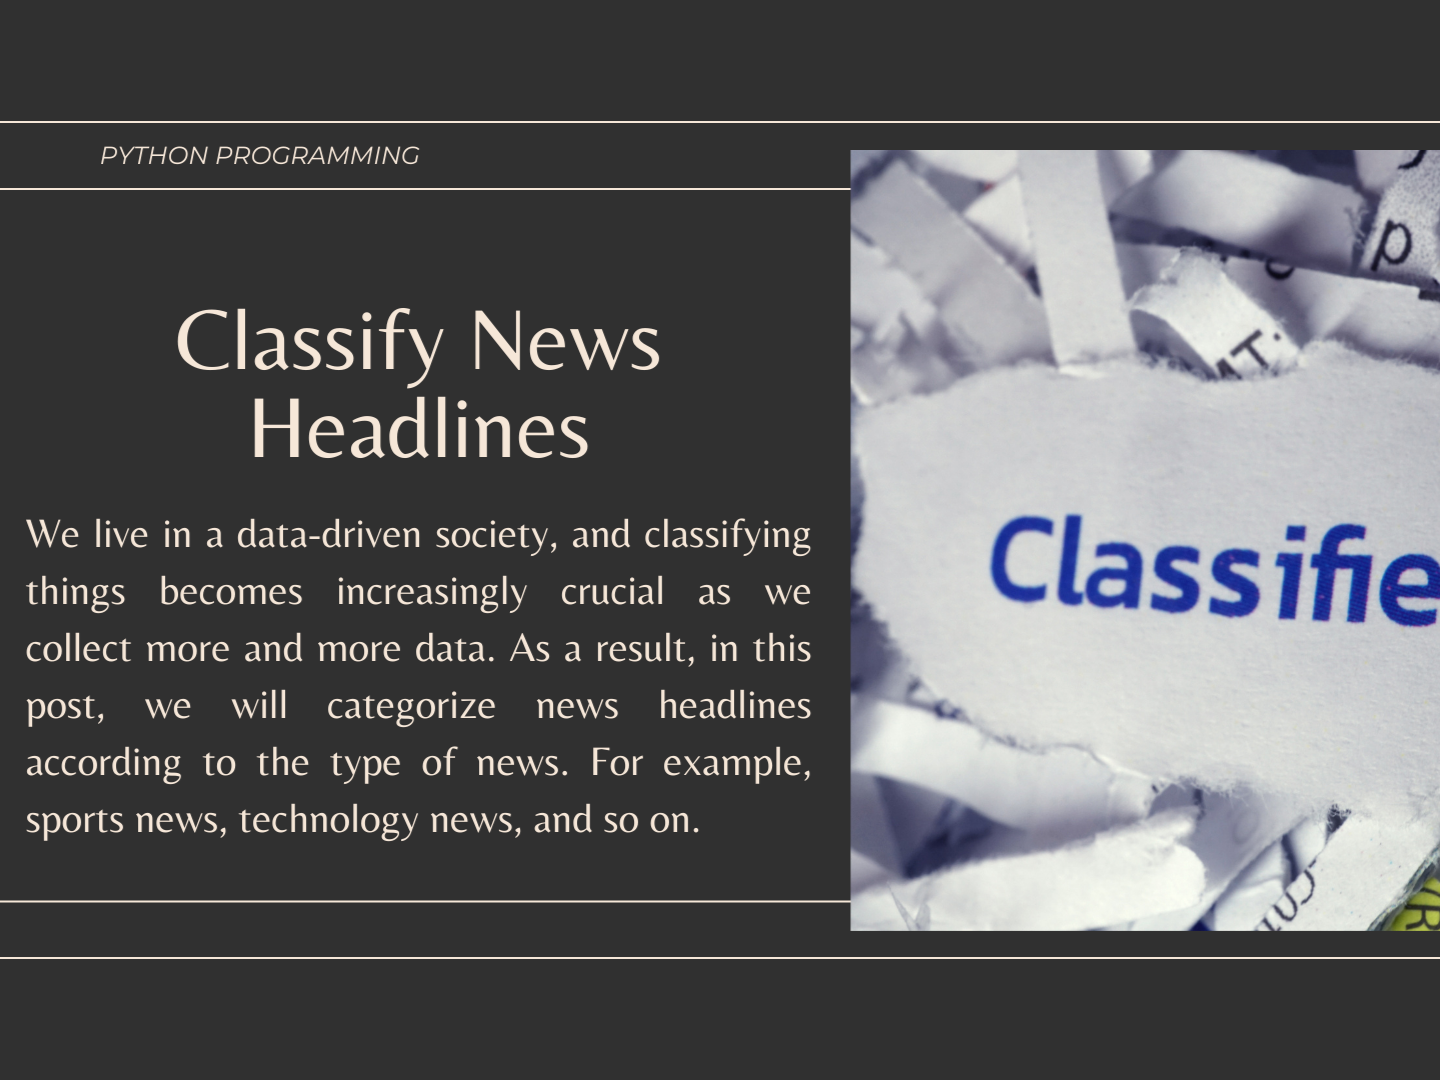 PYTHON PROGRAMMING
Classify News
Headlines
We live in a data-driven society, and classifying
things becomes increasingly crucial as we
collect more and more data. As a result, in this
post, we will categorize news headlines
according to the type of news. For example,
sports news, technology news, and so on.
p
MT:
Classifie